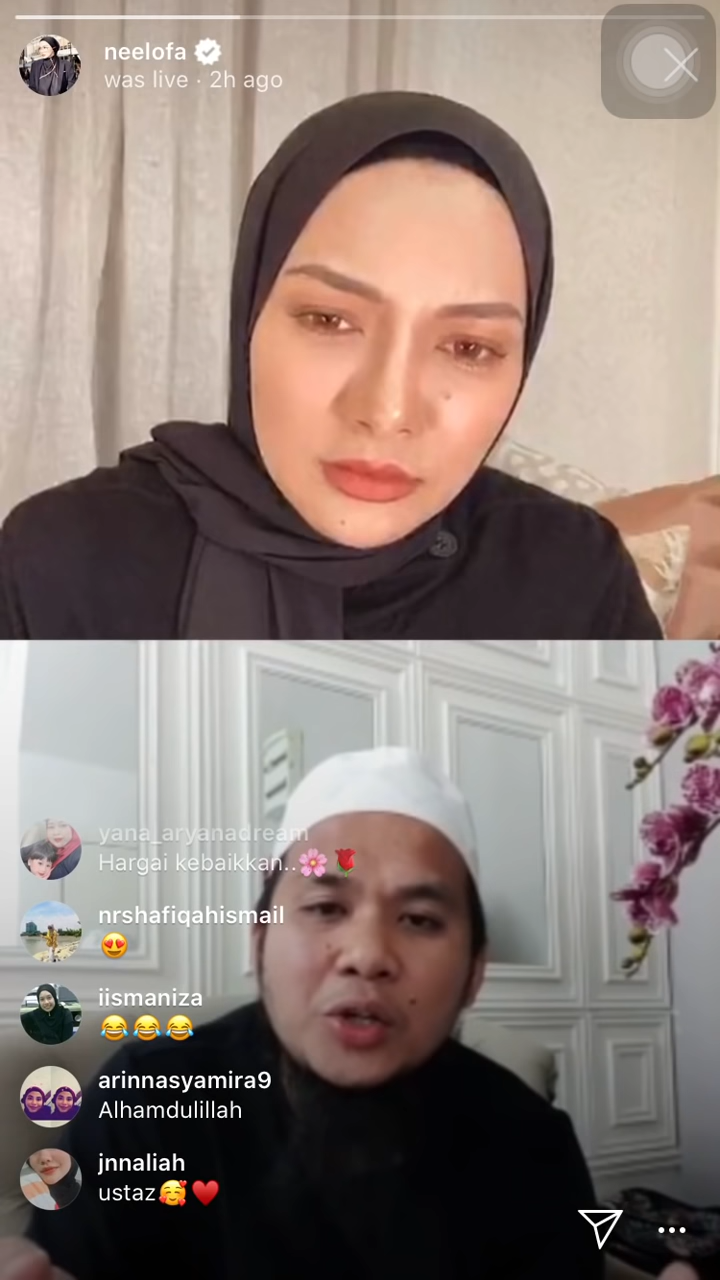 neelofa
was live · 2h ago
yana_aryanadream
Hargai kebaikkan..🌸🌹
nrshafiqahismail
😍
iismaniza
😂😂😂
arinnasyamira9
Alhamdulillah
jnnaliah
ustaz🥰♥️